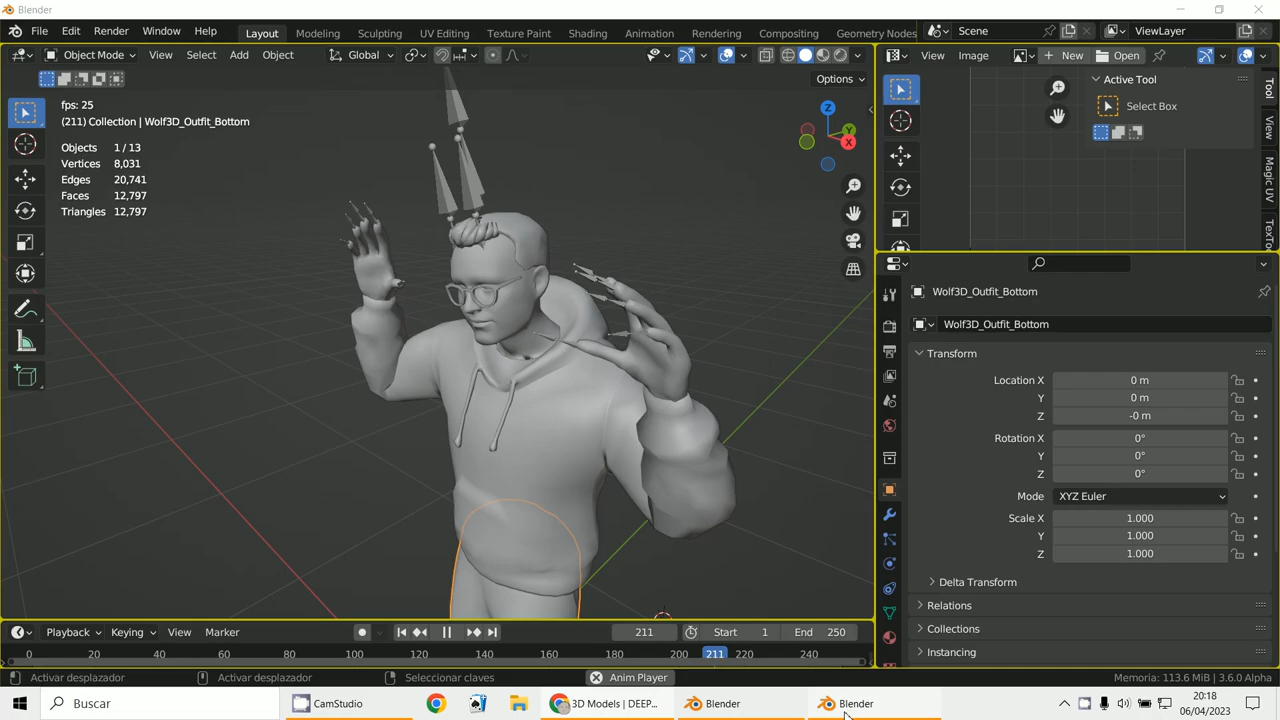 Blender
File Edit Render Window Help Layout Modeling Sculpting UV Editing Texture Paint Shading Animation Rendering Compositing Geometry Nodes Scene ViewLayer
Object Mode View Select Add Object Global
View Image New Open
Options
Active Tool
Select Box
Tool
View
Magic UV
TexTo
fps: 25
(211) Collection | Wolf3D_Outfit_Bottom
Objects 1 / 13
Vertices 8,031
Edges 20,741
Faces 12,797
Triangles 12,797
Z
Y
X
Wolf3D_Outfit_Bottom
Wolf3D_Outfit_Bottom
Transform
Location X 0 m
Y 0 m
Z -0 m
Rotation X 0°
Y 0°
Z 0°
Mode XYZ Euler
Scale X 1.000
Y 1.000
Z 1.000
Delta Transform
Relations
Collections
Instancing
Playback Keying View Marker 211 Start 1 End 250
0 20 40 60 80 100 120 140 160 180 200 211 220 240
Activar desplazador Activar desplazador Seleccionar claves Anim Player Memoria: 113.6 MiB | 3.6.0 Alpha
Buscar CamStudio 3D Models | DEEP... Blender Blender
20:18
06/04/2023